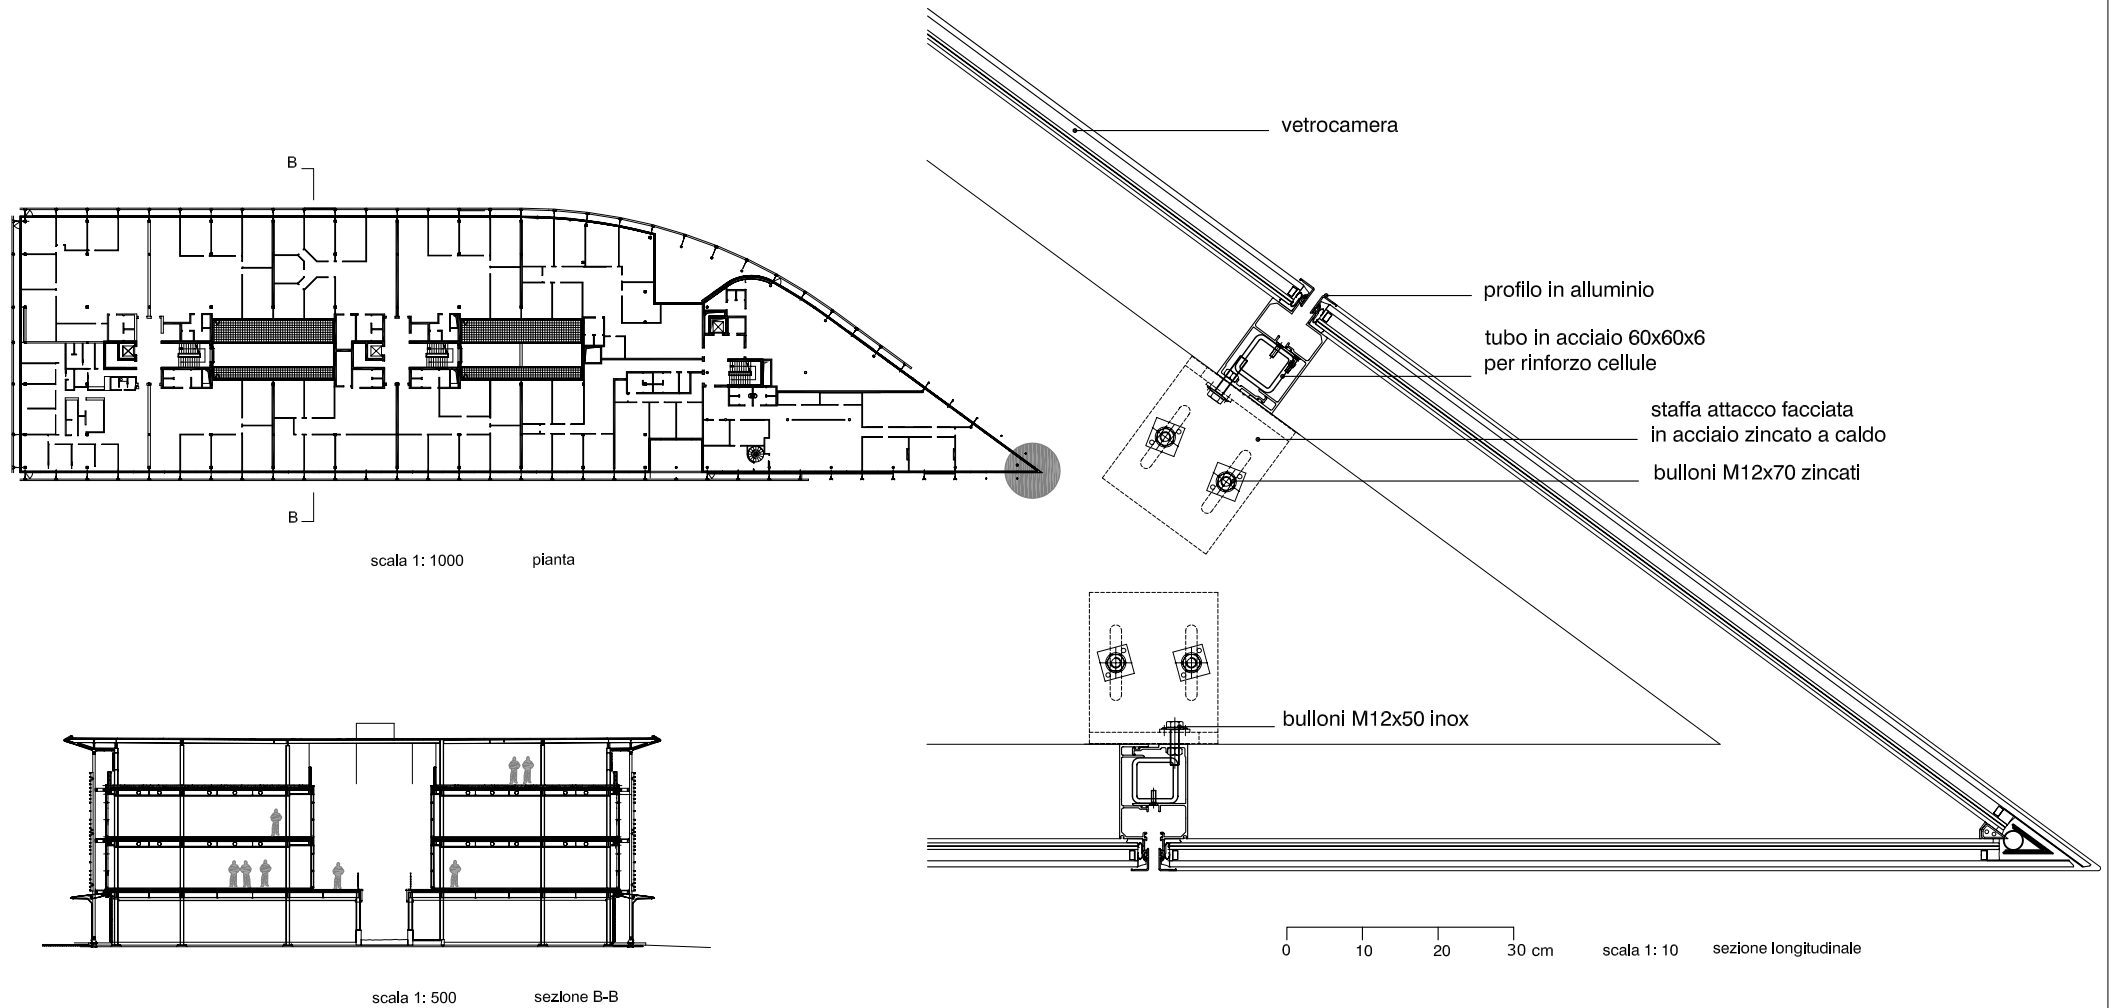 B
B
scala 1: 1000 pianta
scala 1: 500 sezione B-B
vetrocamera
profilo in alluminio
tubo in acciaio 60x60x6
per rinforzo cellule
staffa attacco facciata
in acciaio zincato a caldo
bulloni M12x70 zincati
bulloni M12x50 inox
0 10 20 30 cm scala 1: 10 sezione longitudinale